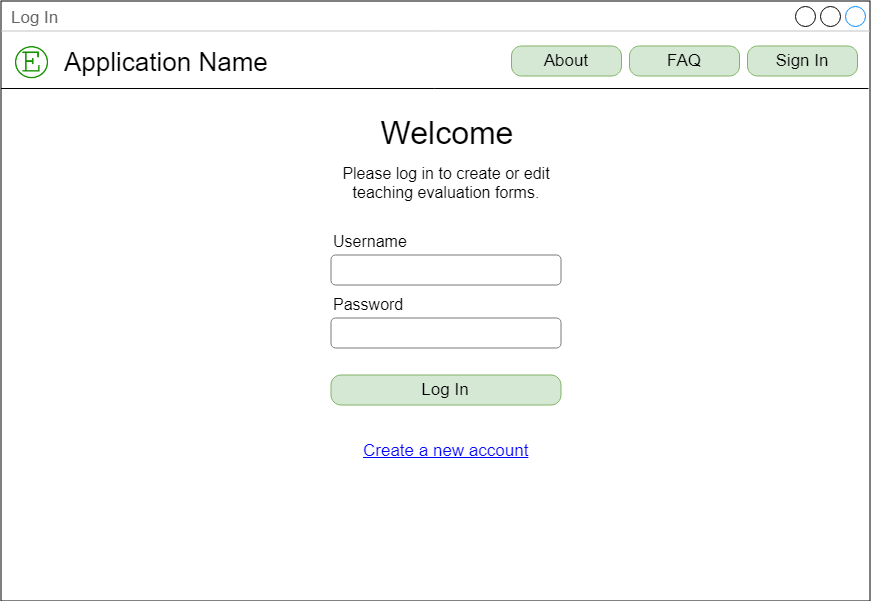 Log In
E Application Name
About
FAQ
Sign In
Welcome
Please log in to create or edit
teaching evaluation forms.
Username
Password
Log In
Create a new account